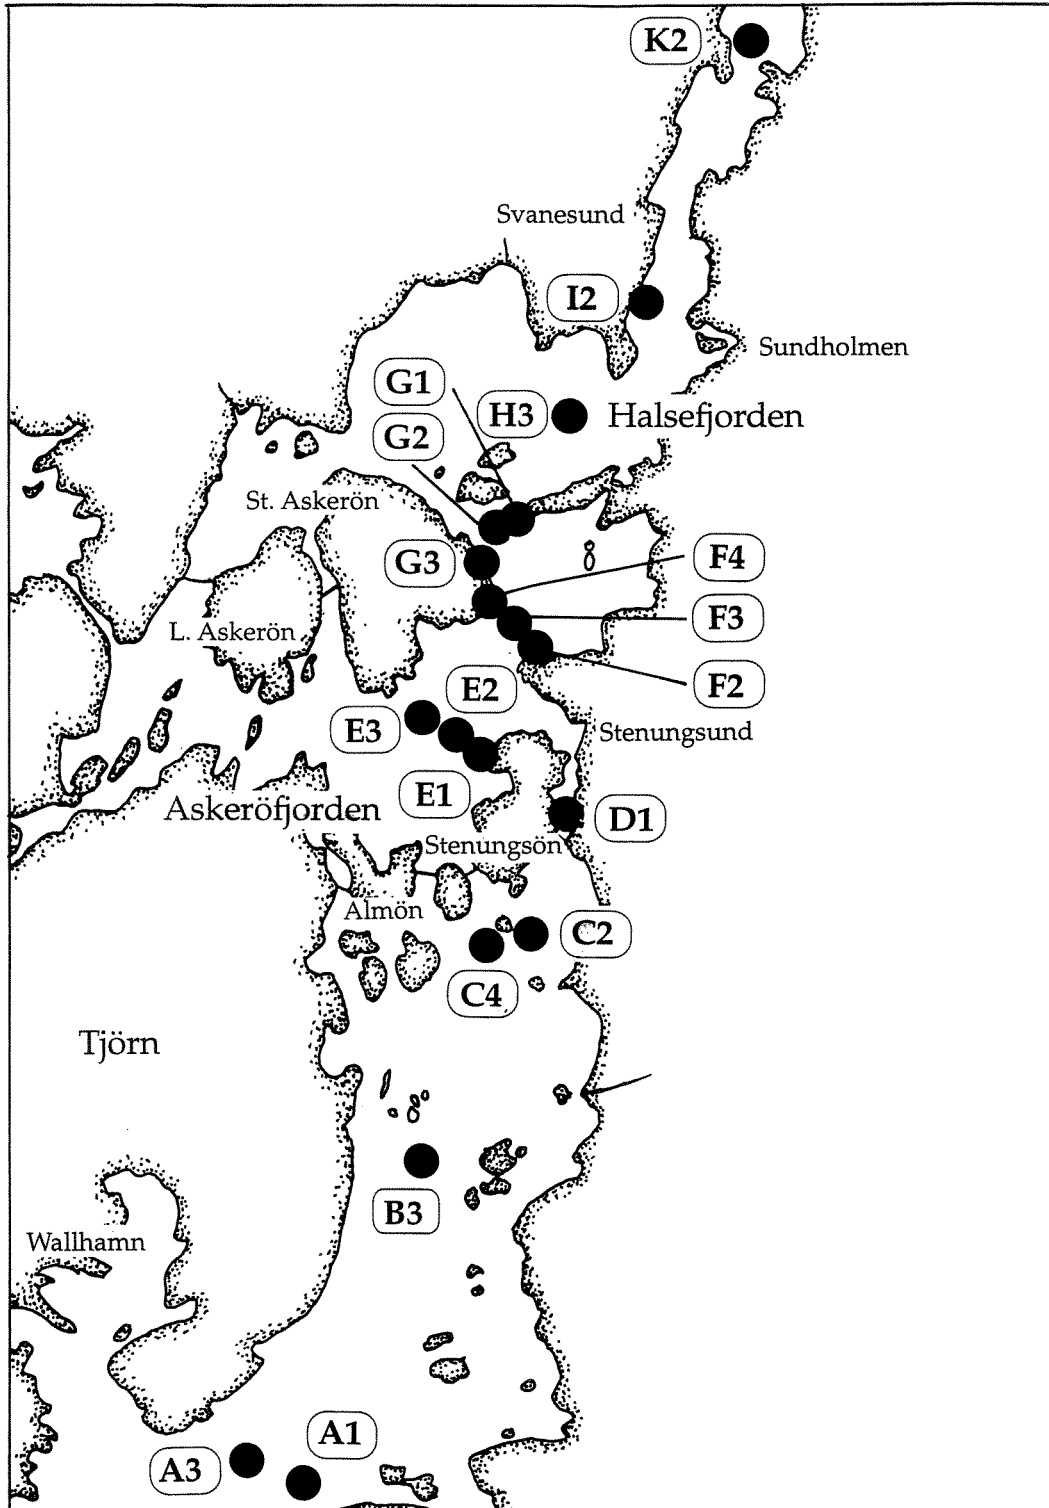 K2
Svanesund
I2
Sundholmen
G1
H3
Halsefjorden
G2
St. Askerön
G3
F4
F3
L. Askerön
F2
E2
E3
Stenungsund
E1
Askeröfjorden
D1
Stenungsön
Almön
C2
C4
Tjörn
B3
Wallhamn
A1
A3